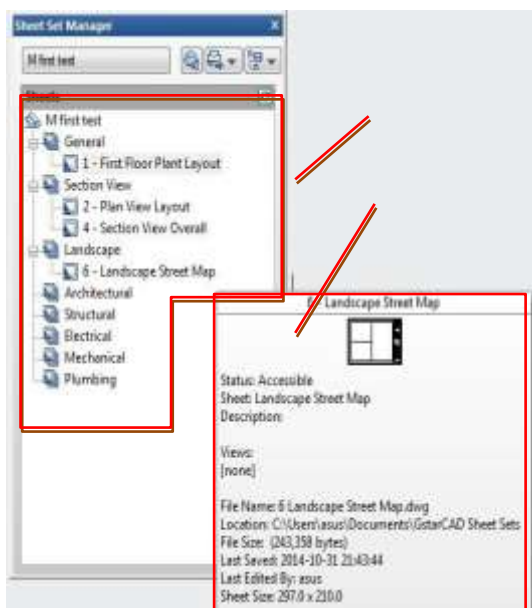 Sheet Set Manager x
M first test
Sheets
M first test
General
1 - First Floor Plant Layout
Section View
2 - Plan View Layout
4 - Section View Overall
Landscape
6 - Landscape Street Map
Architectural
Structural
Electrical
Mechanical
Plumbing
6 - Landscape Street Map
Status: Accessible
Sheet: Landscape Street Map
Description:
Views:
[none]
File Name: 6 Landscape Street Map.dwg
Location: C:\Users\asus\Documents\GstarCAD Sheet Sets
File Size: (243,358 bytes)
Last Saved: 2014-10-31 21:43:44
Last Edited By: asus
Sheet Size: 297.0 x 210.0